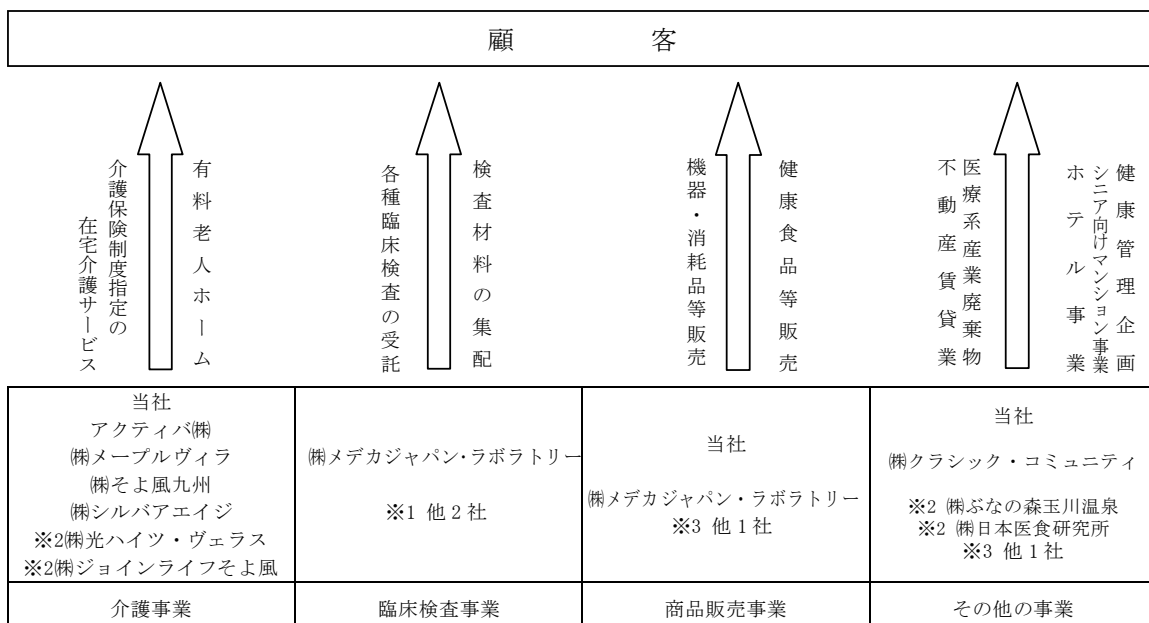 顧客
介護保険制度指定の
在宅介護サービス
有料老人ホーム
各種臨床検査の受託
検査材料の集配
機器・消耗品等販売
健康食品等販売
医療系産業廃棄物
不動産賃貸業
健康管理企画
シニア向けマンション事業
ホテル事業
当社
アクティバ㈱
㈱メープルヴィラ
㈱そよ風九州
㈱シルバアエイジ
※2㈱光ハイツ・ヴェラス
※2㈱ジョインライフそよ風
㈱メデカジャパン・ラボラトリー
※1 他2社
当社
㈱メデカジャパン・ラボラトリー
※3 他1社
当社
㈱クラシック・コミュニティ
※2 ㈱ぶなの森玉川温泉
※2 ㈱日本医食研究所
※3 他1社
介護事業
臨床検査事業
商品販売事業
その他の事業